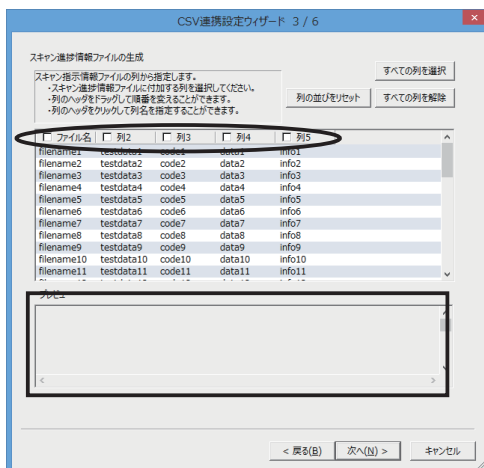 CSV連携設定ウィザード 3 / 6
スキャン進捗情報ファイルの生成
スキャン指示情報ファイルの列から指定します。
・スキャン進捗情報ファイルに付加する列を選択してください。
・列のヘッダをドラッグして順番を変えることができます。
・列のヘッダをクリックして列名を指定することができます。
すべての列を選択
列の並びをリセット すべての列を解除
ファイル名 列2 列3 列4 列5
filename1 testdata1 code1 data1 info1
filename2 testdata2 code2 data2 info2
filename3 testdata3 code3 data3 info3
filename4 testdata4 code4 data4 info4
filename5 testdata5 code5 data5 info5
filename6 testdata6 code6 data6 info6
filename7 testdata7 code7 data7 info7
filename8 testdata8 code8 data8 info8
filename9 testdata9 code9 data9 info9
filename10 testdata10 code10 data10 info10
filename11 testdata11 code11 data11 info11
プレビュー
< 戻る(B) 次へ(N) > キャンセル